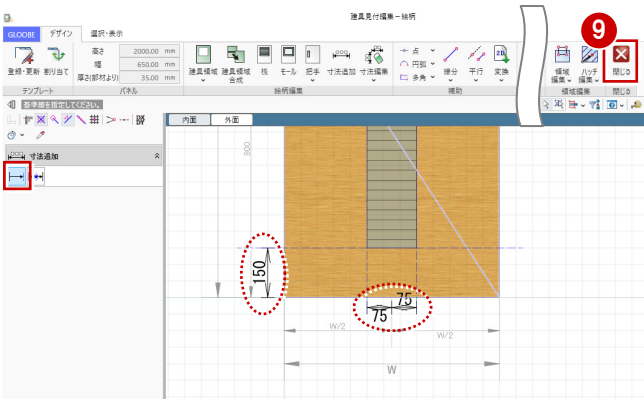 建具見付編集－絵柄
GLOOBE デザイン 選択・表示
9
登録・更新 割り当て
テンプレート
高さ 2000.00 mm
幅 650.00 mm
厚さ(部材より) 35.00 mm
パネル
建具領域 建具領域合成 桟 モール 把手 寸法追加 寸法編集
絵柄編集
点
円弧
多角
線分 平行 変換
補助
領域編集 ハッチ編集
領域編集
閉じる
閉じる
基準線を指定してください。
寸法追加
内面 外面
900
150
75
75
W/2
W/2
W